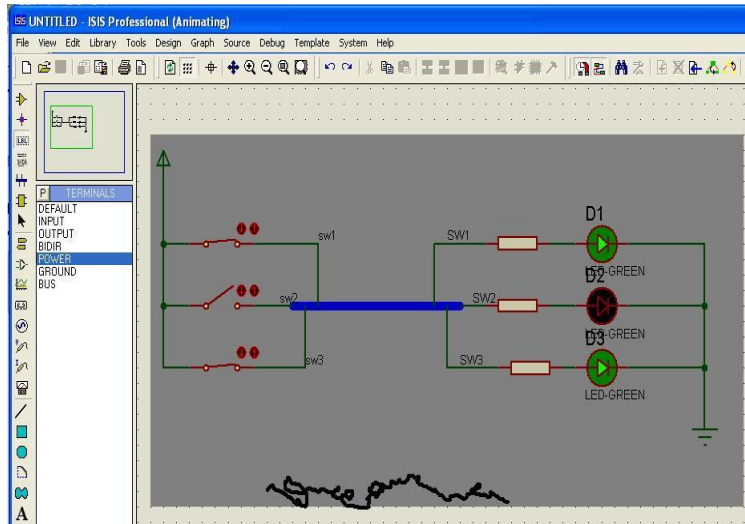 ISIS UNTITLED - ISIS Professional (Animating)
File View Edit Library Tools Design Graph Source Debug Template System Help
LBL
P TERMINALS
DEFAULT
INPUT
OUTPUT
BIDIR
POWER
GROUND
BUS
A
D1
sw1 SW1
LED-GREEN
D2
sw2 SW2
LED-GREEN
D3
sw3 SW3
LED-GREEN